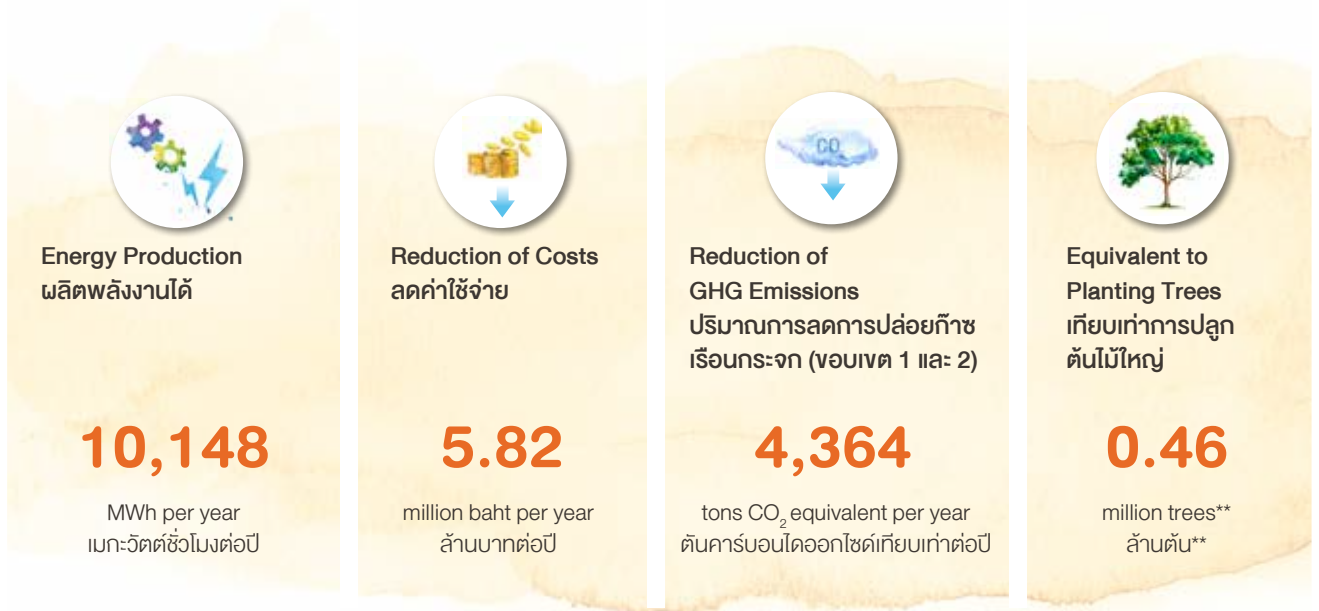 CO2
Energy Production
ผลิตพลังงานได้
10,148
MWh per year
เมกะวัตต์ชั่วโมงต่อปี
Reduction of Costs
ลดค่าใช้จ่าย
5.82
million baht per year
ล้านบาทต่อปี
Reduction of
GHG Emissions
ปริมาณการลดการปล่อยก๊าซ
เรือนกระจก (ขอบเขต 1 และ 2)
4,364
tons CO₂ equivalent per year
ตันคาร์บอนไดออกไซด์เทียบเท่าต่อปี
Equivalent to
Planting Trees
เทียบเท่าการปลูก
ต้นไม้ใหญ่
0.46
million trees**
ล้านต้น**